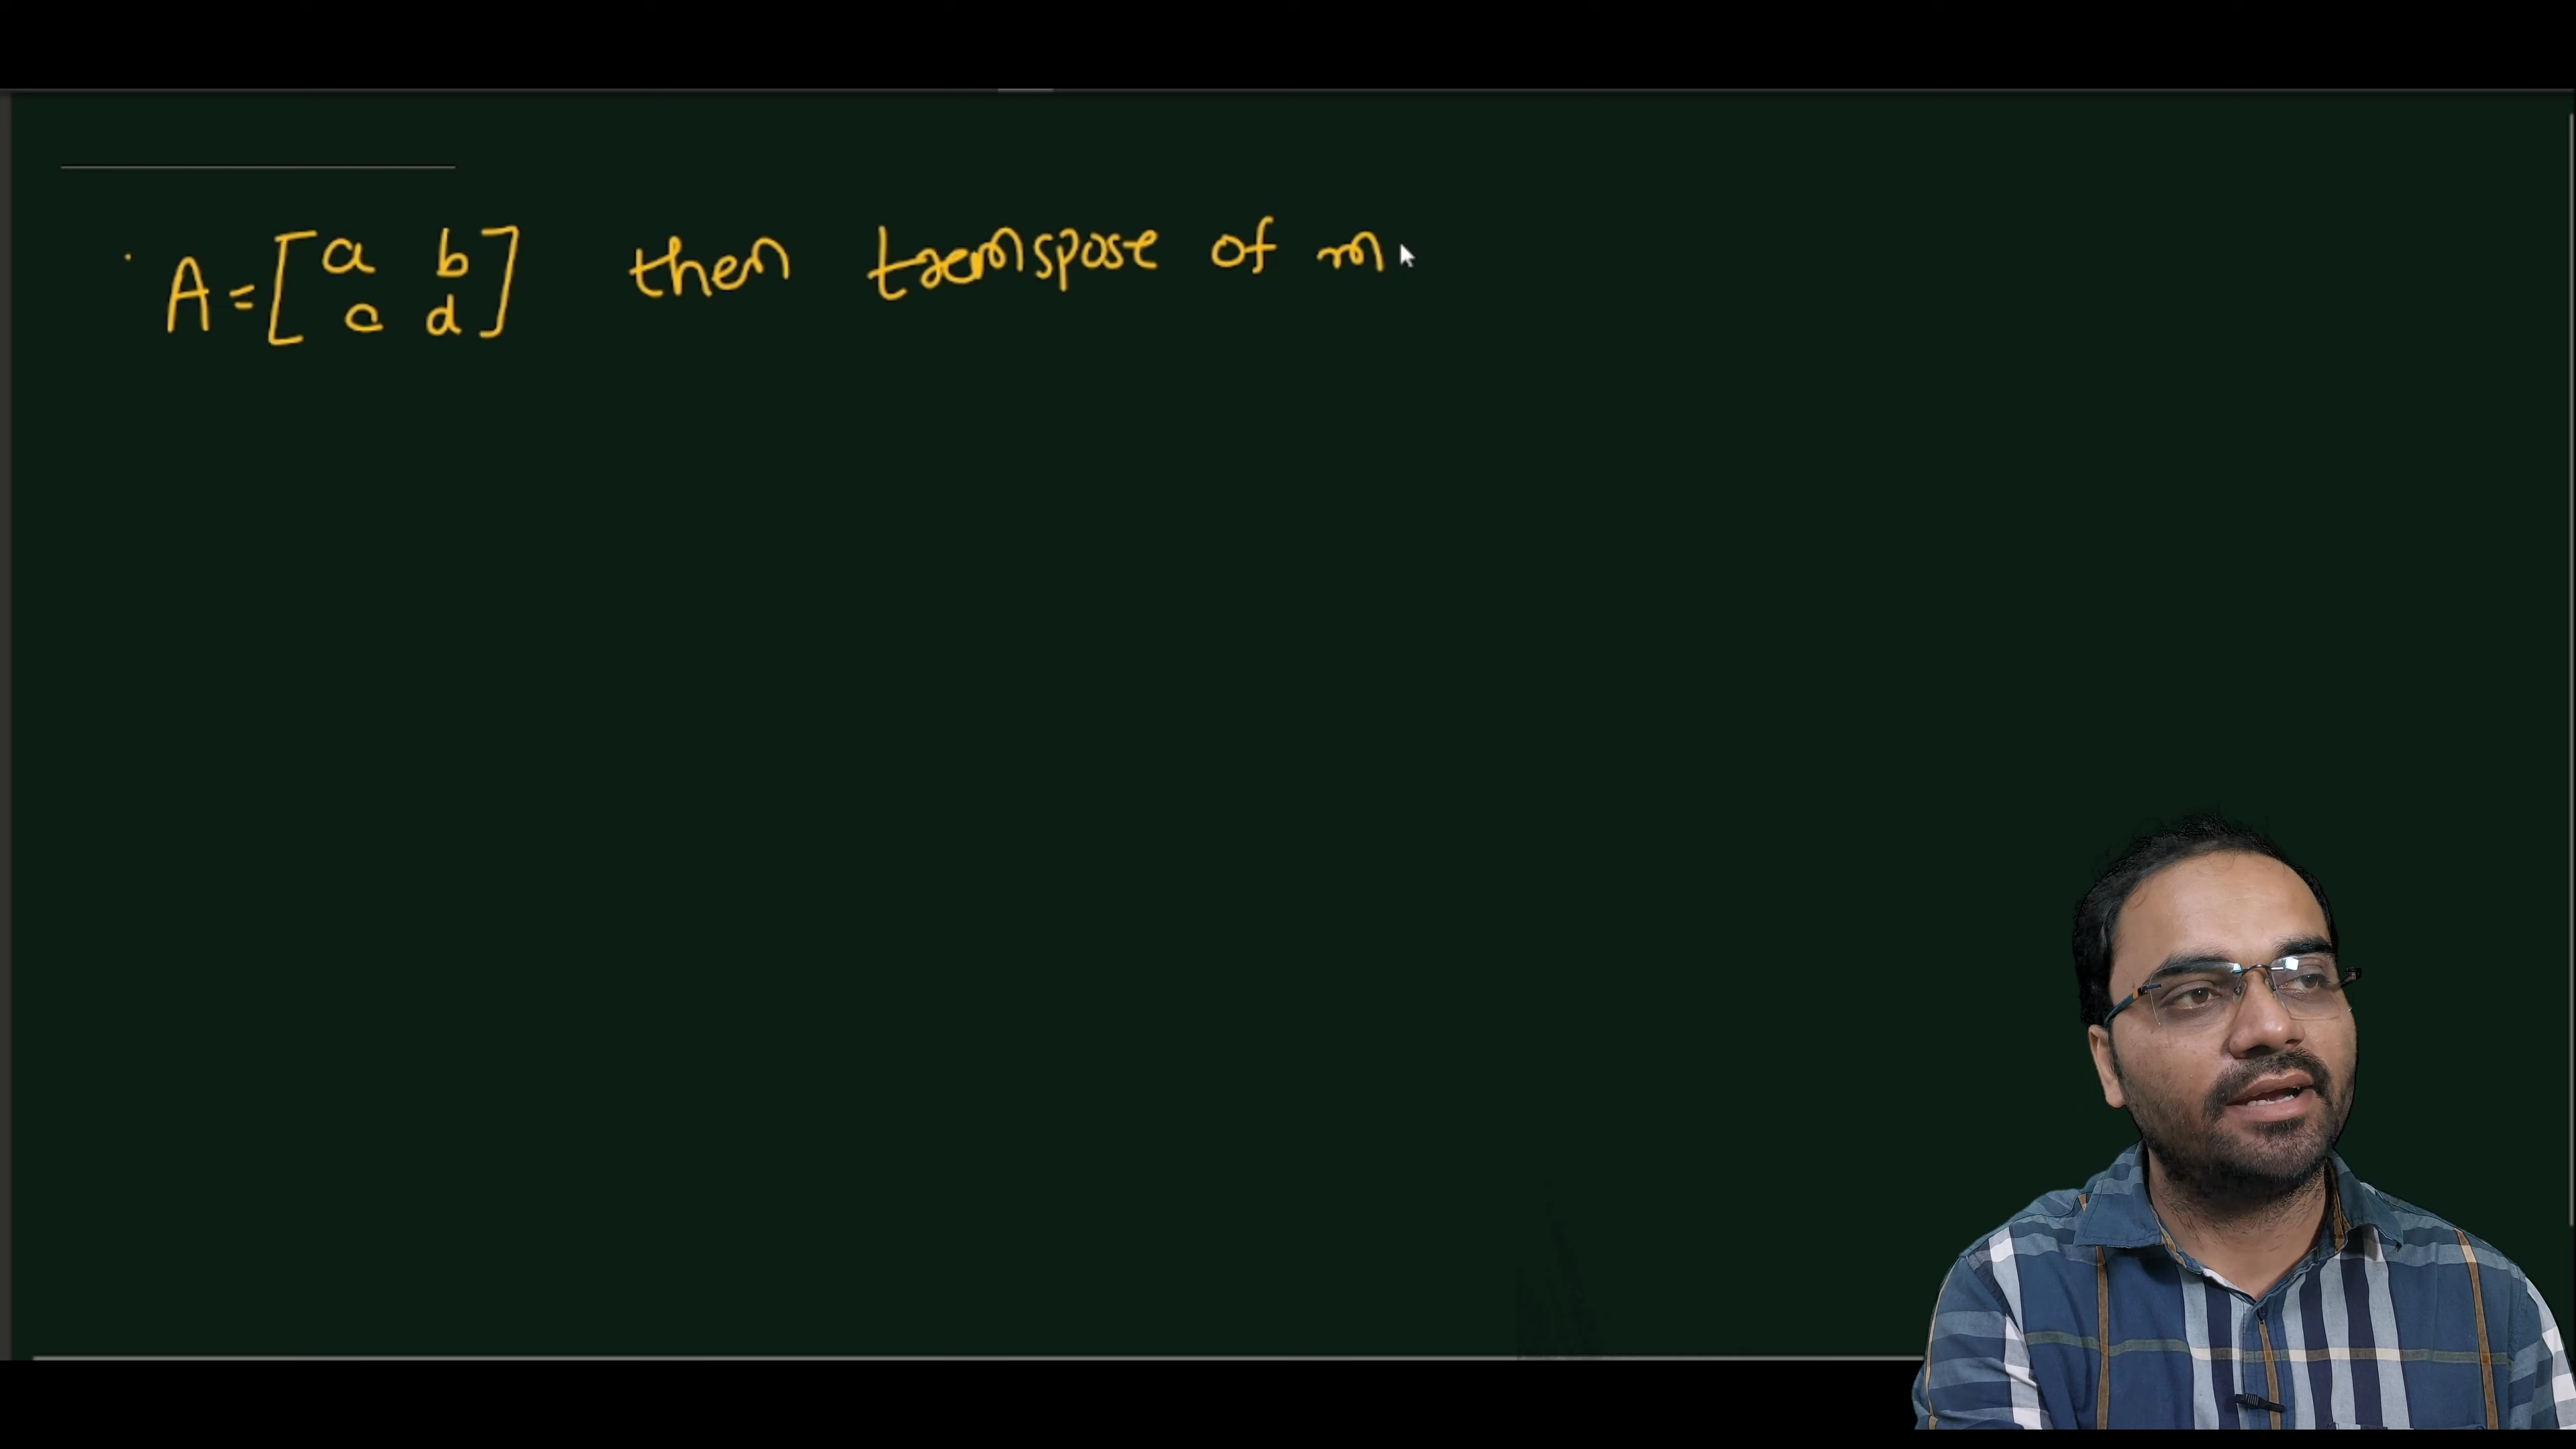 A = [a b
c d] then transpose of m